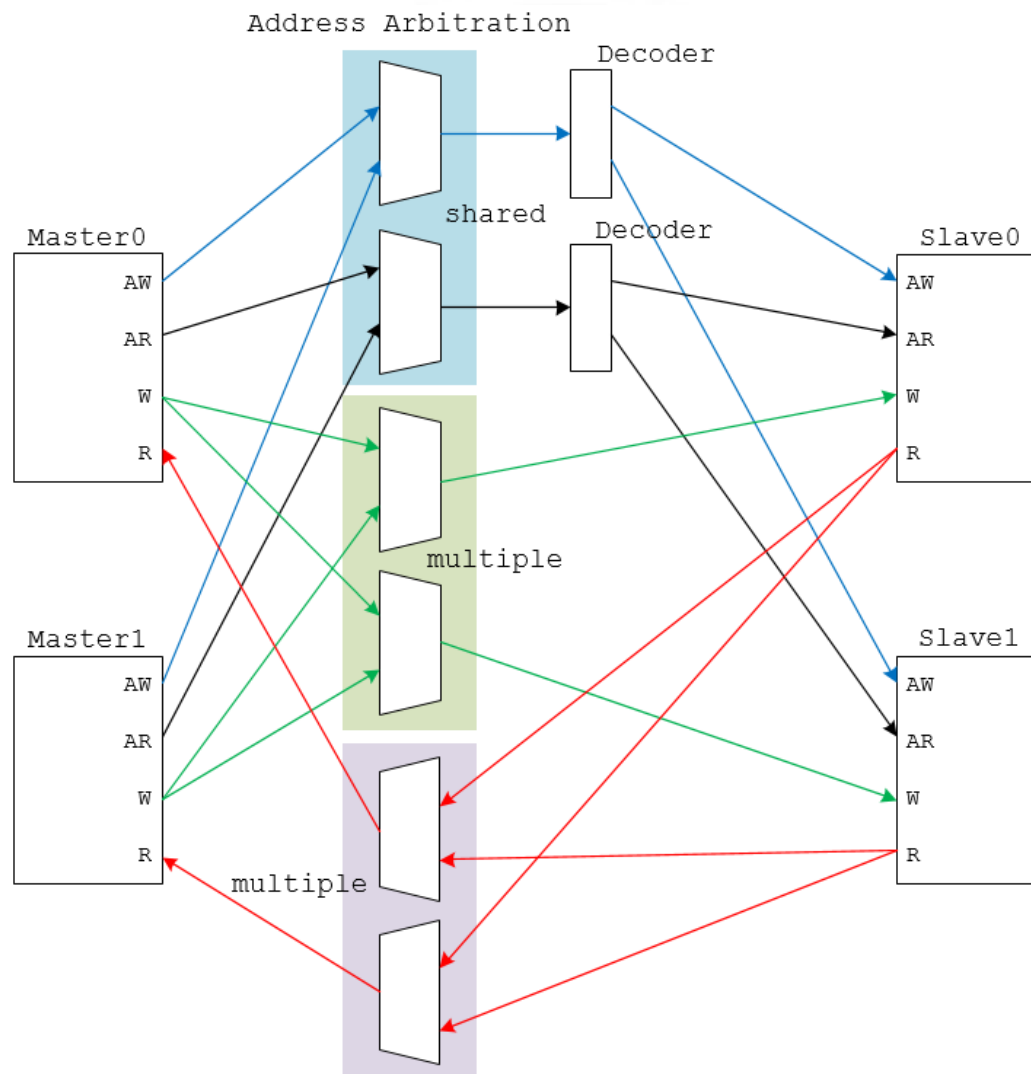 Address Arbitration
Decoder
shared
Decoder
Master0
AW
AR
W
R
Slave0
AW
AR
W
R
multiple
Master1
AW
AR
W
R
Slave1
AW
AR
W
R
multiple